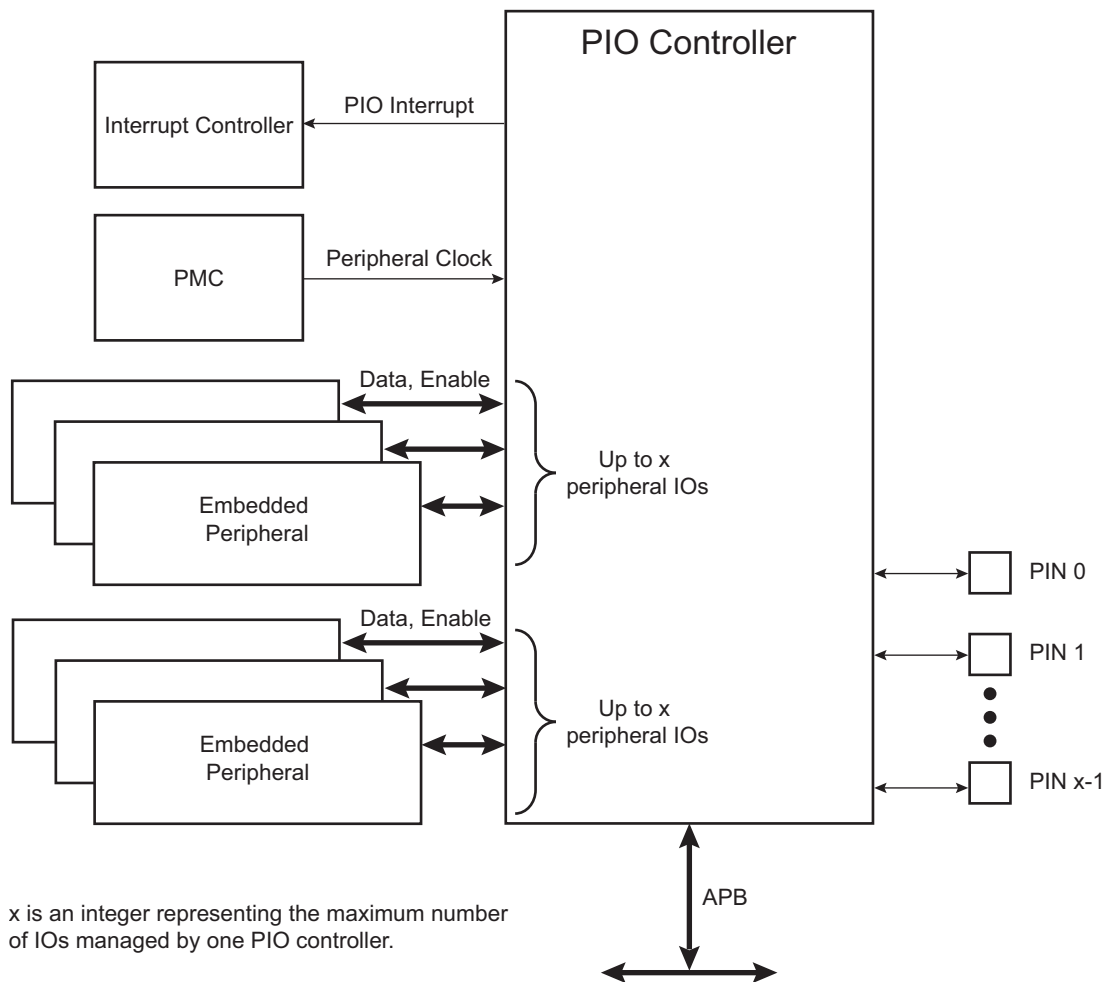 PIO Controller
PIO Interrupt
Interrupt Controller
Peripheral Clock
PMC
Data, Enable
Up to x
peripheral IOs
Embedded
Peripheral
PIN 0
Data, Enable
PIN 1
Up to x
peripheral IOs
Embedded
Peripheral
PIN x-1
APB
x is an integer representing the maximum number
of IOs managed by one PIO controller.